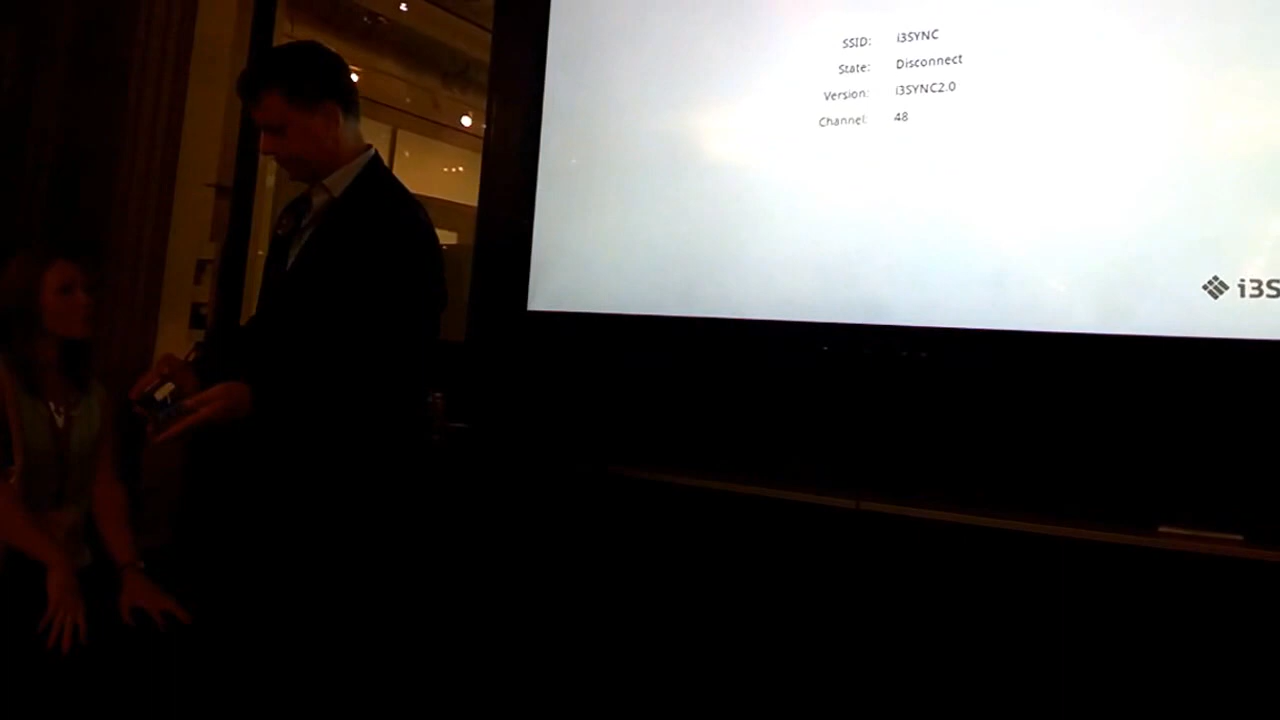 SSID: i3SYNC
State: Disconnect
Version: i3SYNC2.0
Channel: 48
i3S